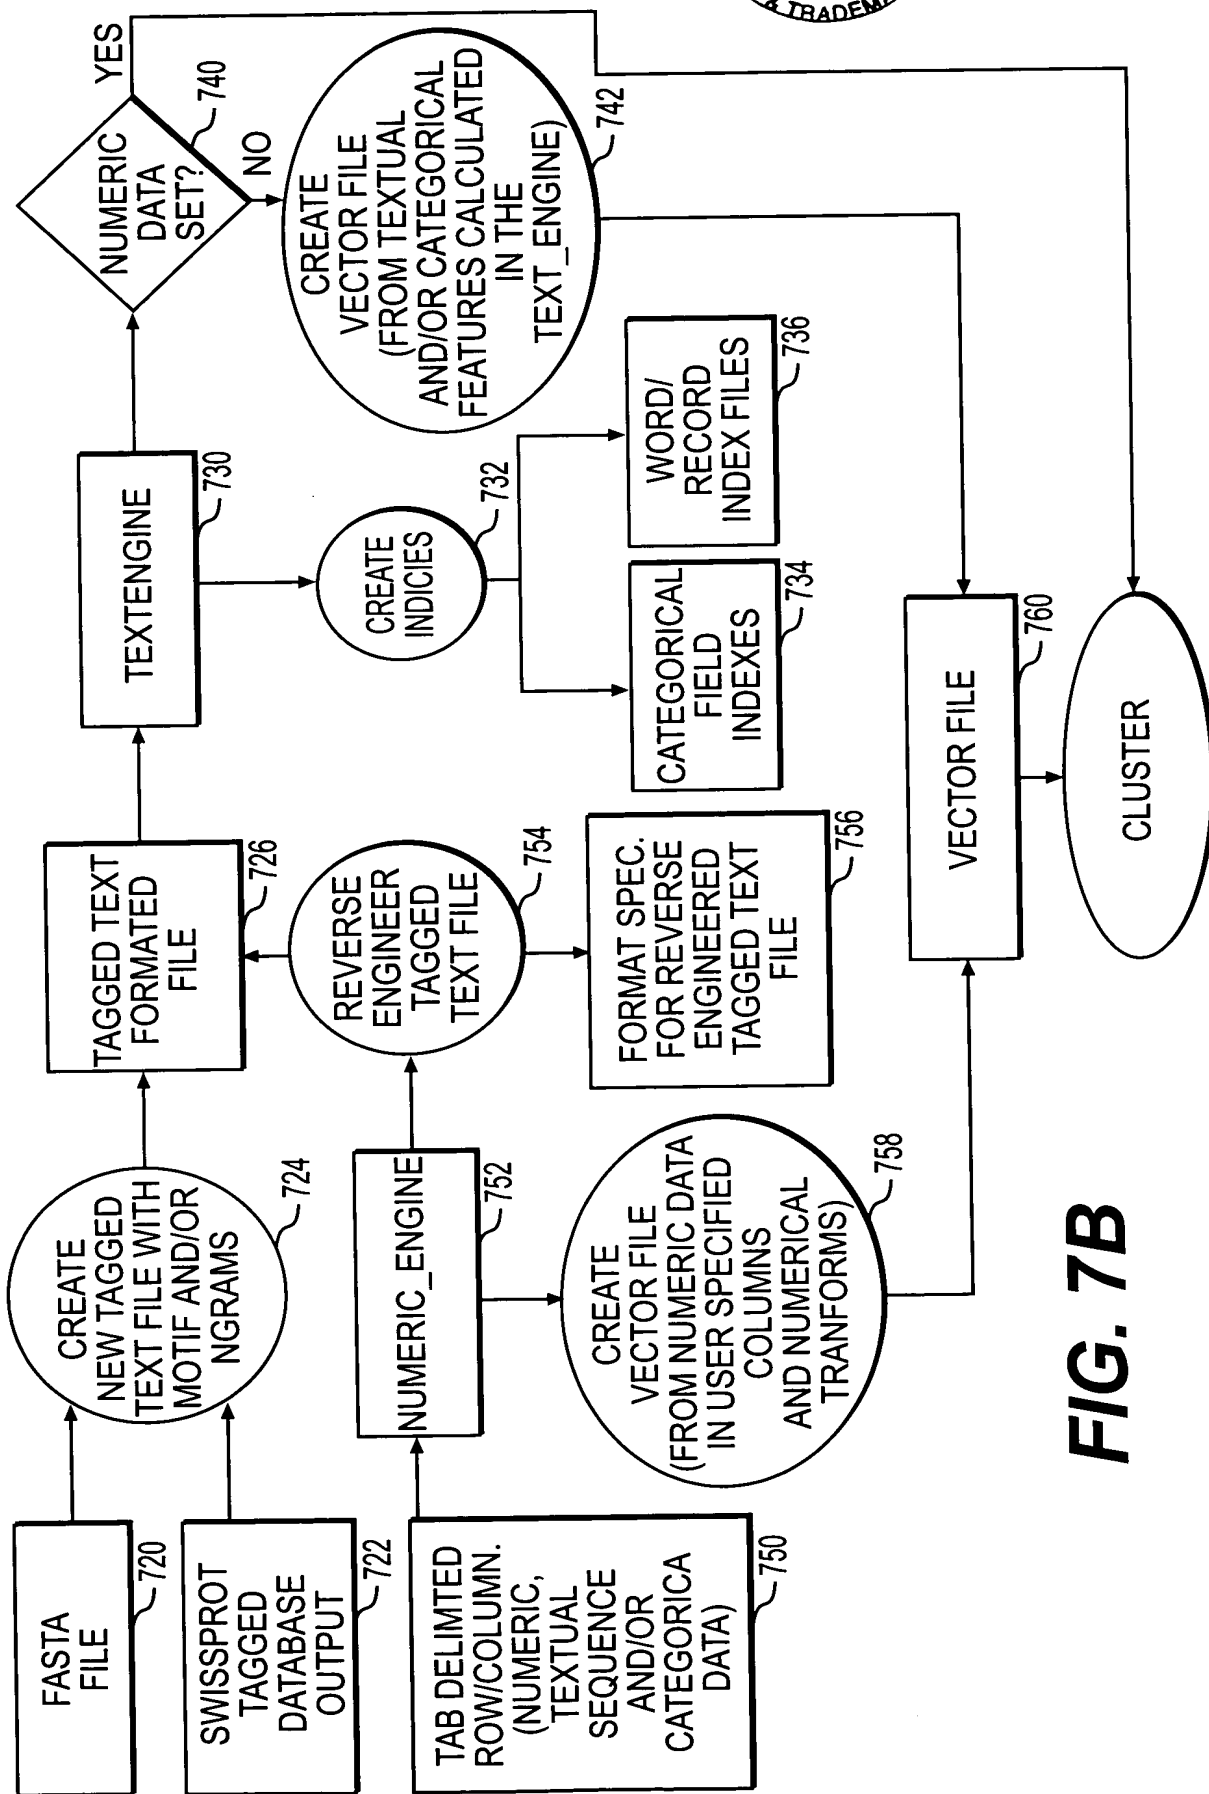 & TRADEM
FASTA
FILE
720
SWISSPROT
TAGGED
DATABASE
OUTPUT
722
CREATE
NEW TAGGED
TEXT FILE WITH
MOTIF AND/OR
NGRAMS
724
TAGGED TEXT
FORMATED
FILE
726
TEXTENGINE
730
NUMERIC
DATA
SET?
740
YES
NO
CREATE
VECTOR FILE
(FROM TEXTUAL
AND/OR CATEGORICAL
FEATURES CALCULATED
IN THE
TEXT_ENGINE)
742
CREATE
INDICIES
732
CATEGORICAL
FIELD
INDEXES
734
WORD/
RECORD
INDEX FILES
736
TAB DELIMTED
ROW/COLUMN.
(NUMERIC,
TEXTUAL
SEQUENCE
AND/OR
CATEGORICA
DATA)
750
NUMERIC_ENGINE
752
REVERSE
ENGINEER
TAGGED
TEXT FILE
754
FORMAT SPEC.
FOR REVERSE
ENGINEERED
TAGGED TEXT
FILE
756
CREATE
VECTOR FILE
(FROM NUMERIC DATA
IN USER SPECIFIED
COLUMNS
AND NUMERICAL
TRANFORMS)
758
VECTOR FILE
760
CLUSTER
FIG. 7B